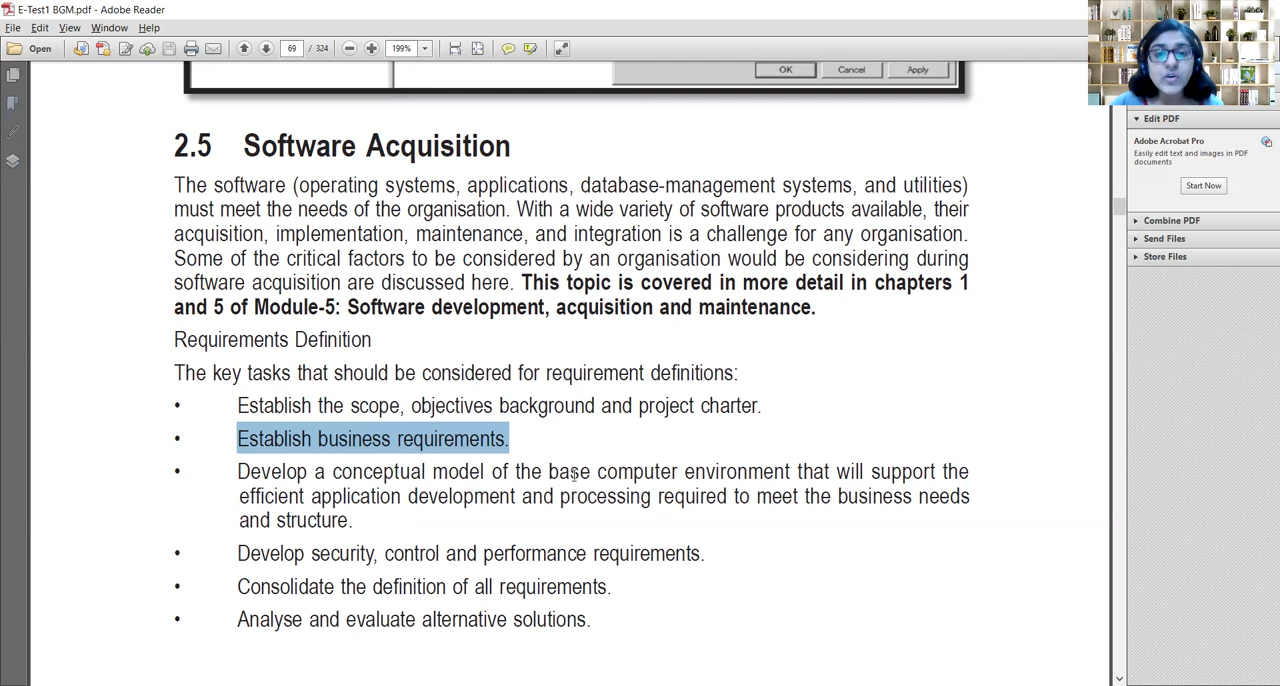 E-Test1 BGM.pdf - Adobe Reader
File Edit View Window Help
Open 69 / 324 199%
OK Cancel Apply
2.5 Software Acquisition
The software (operating systems, applications, database-management systems, and utilities)
must meet the needs of the organisation. With a wide variety of software products available, their
acquisition, implementation, maintenance, and integration is a challenge for any organisation.
Some of the critical factors to be considered by an organisation would be considering during
software acquisition are discussed here. This topic is covered in more detail in chapters 1
and 5 of Module-5: Software development, acquisition and maintenance.
Requirements Definition
The key tasks that should be considered for requirement definitions:
• Establish the scope, objectives background and project charter.
• Establish business requirements.
• Develop a conceptual model of the base computer environment that will support the
efficient application development and processing required to meet the business needs
and structure.
• Develop security, control and performance requirements.
• Consolidate the definition of all requirements.
• Analyse and evaluate alternative solutions.
Edit PDF
Adobe Acrobat Pro
Easily edit text and images in PDF
documents
Start Now
Combine PDF
Send Files
Store Files